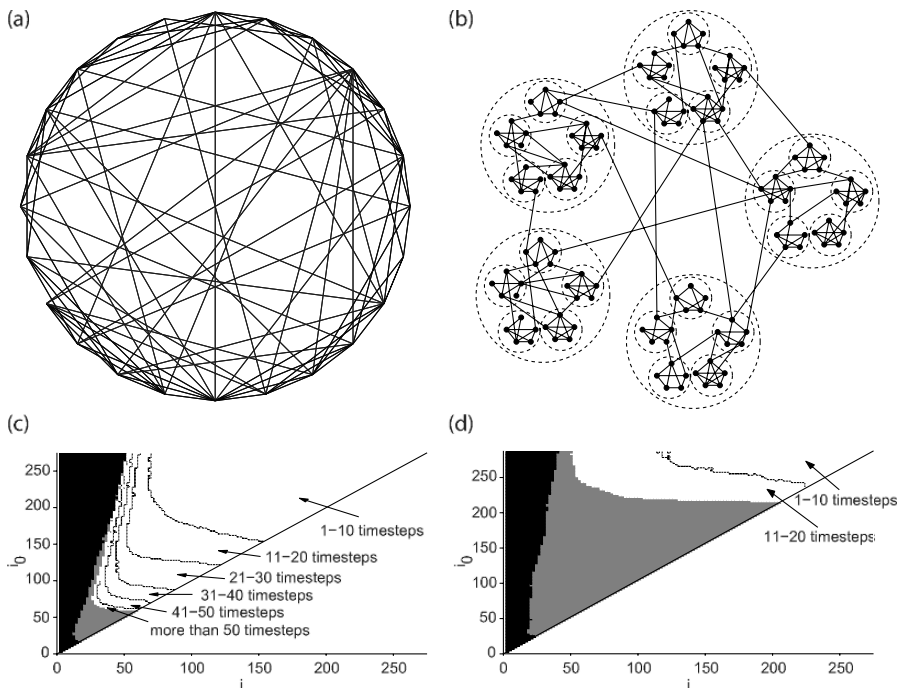 (a)
(b)
(c)
250
200
150
100
50
0
i0
0 50 100 150 200 250
1−10 timesteps
11−20 timesteps
21−30 timesteps
31−40 timesteps
41−50 timesteps
more than 50 timesteps
(d)
250
200
150
100
50
0
i0
0 50 100 150 200 250
1−10 timesteps
11−20 timesteps